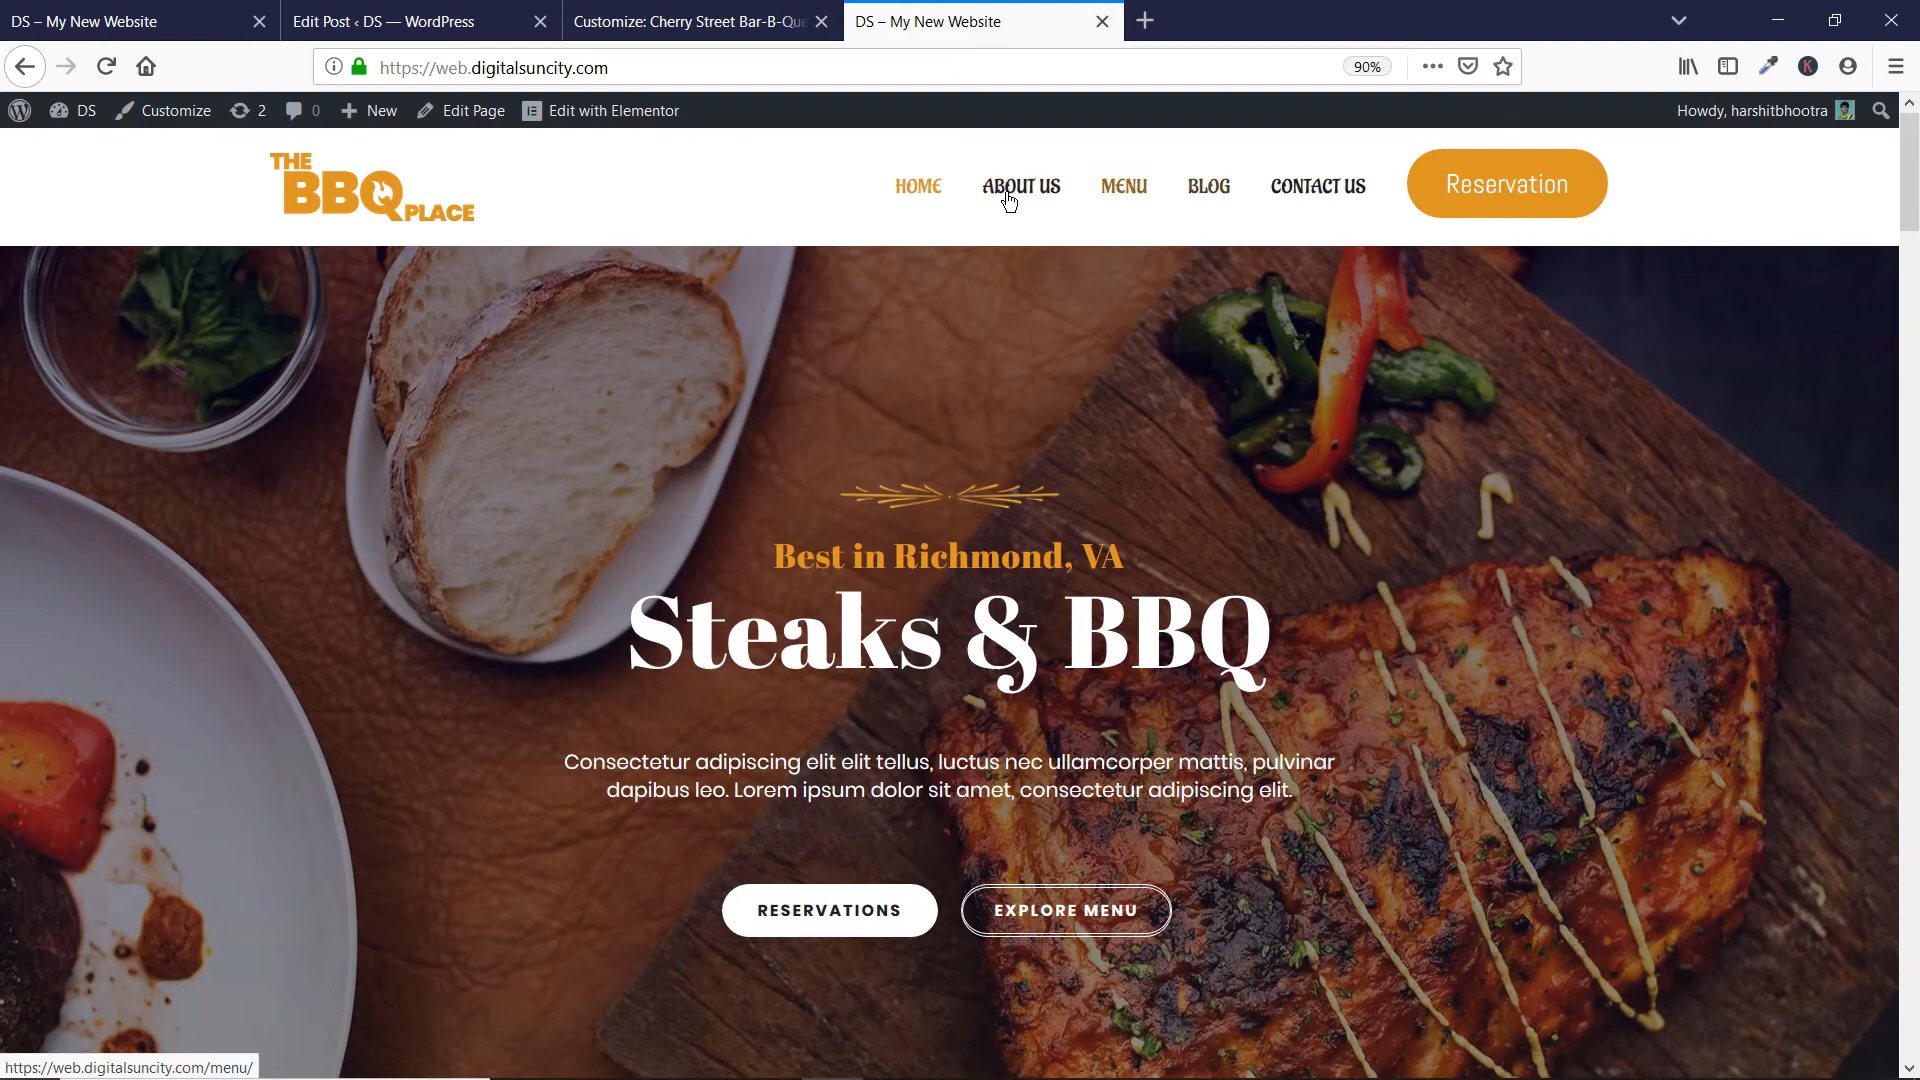 DS – My New Website
Edit Post ‹ DS — WordPress
Customize: Cherry Street Bar-B-Que
DS – My New Website
https://web.digitalsuncity.com
90%
K
DS
Customize
2
0
New
Edit Page
Edit with Elementor
Howdy, harshitbhootra
THE
BBQ
PLACE
HOME
ABOUT US
MENU
BLOG
CONTACT US
Reservation
Best in Richmond, VA
Steaks & BBQ
Consectetur adipiscing elit elit tellus, luctus nec ullamcorper mattis, pulvinar
dapibus leo. Lorem ipsum dolor sit amet, consectetur adipiscing elit.
RESERVATIONS
EXPLORE MENU
https://web.digitalsuncity.com/menu/